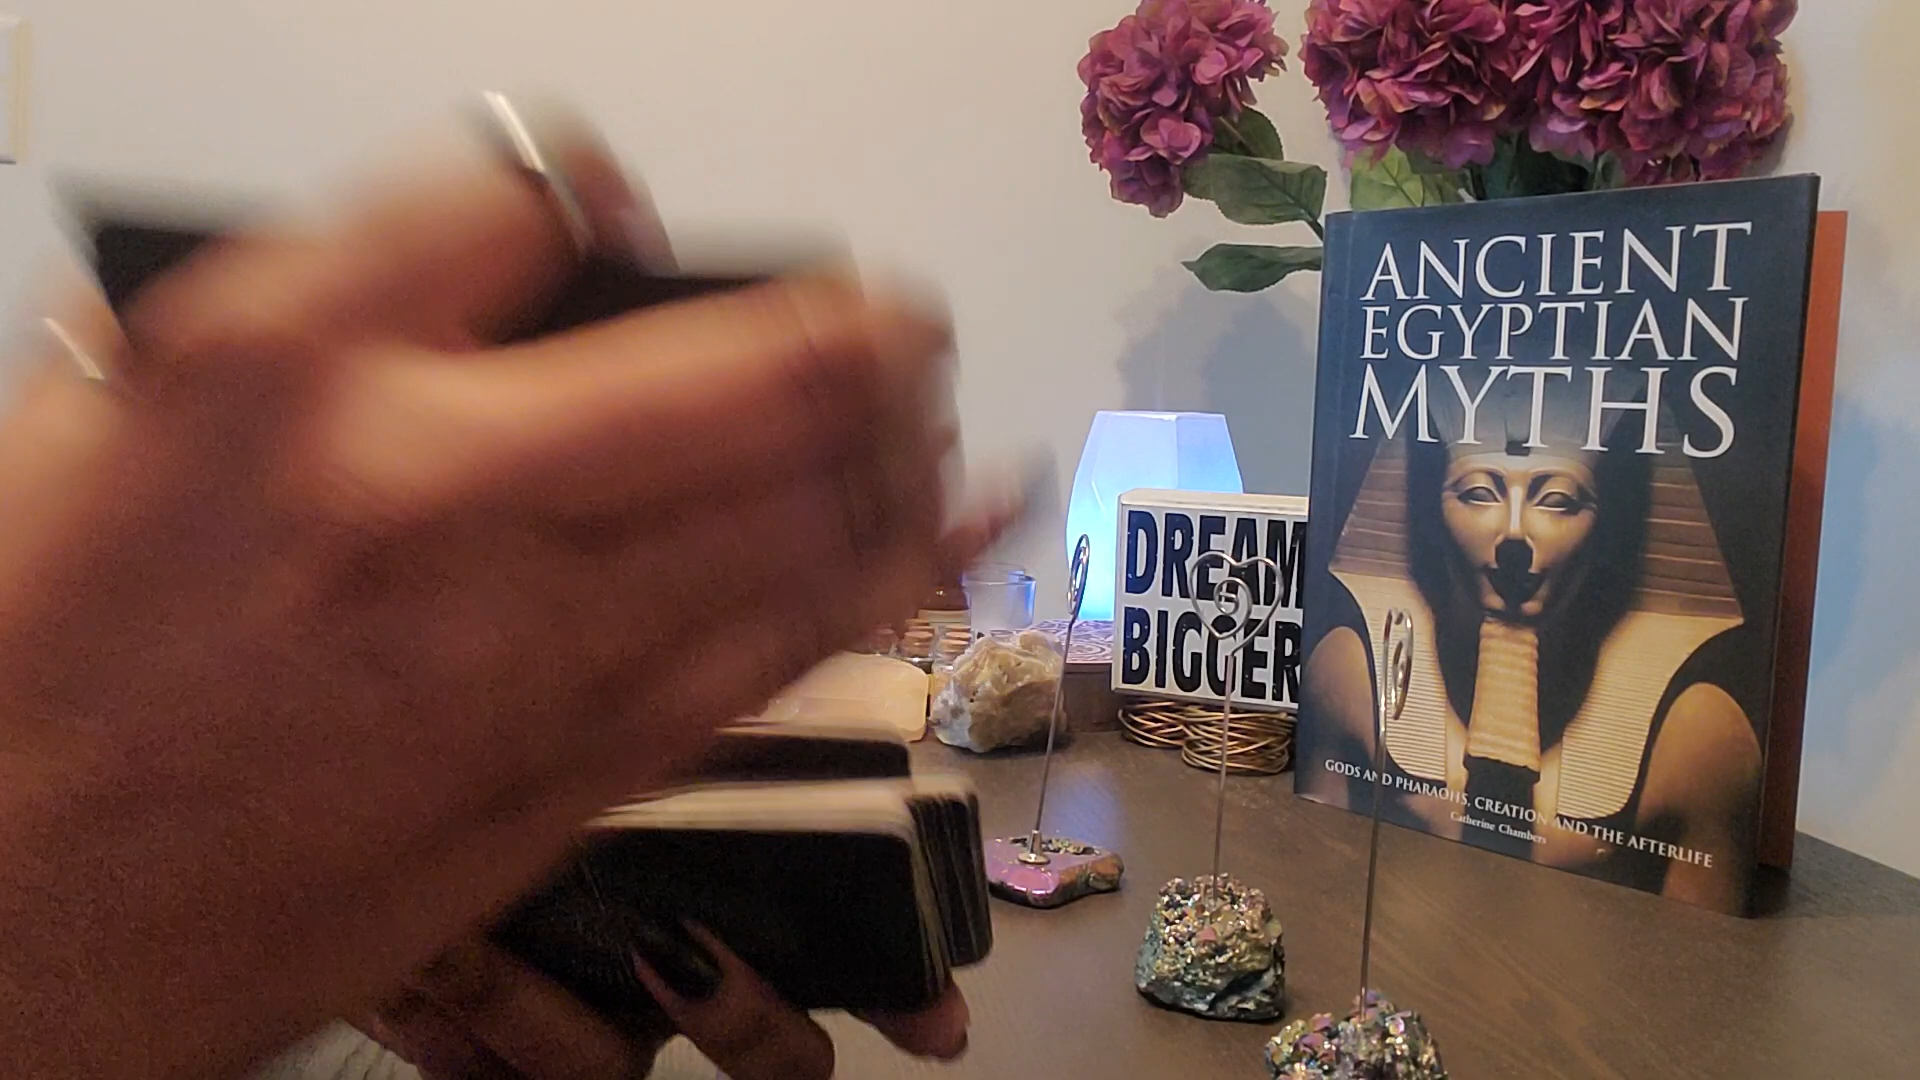 ANCIENT
EGYPTIAN
MYTHS
DREAM
BIGGER
GODS AND PHARAOHS, CREATION AND THE AFTERLIFE
Catherine Chambers